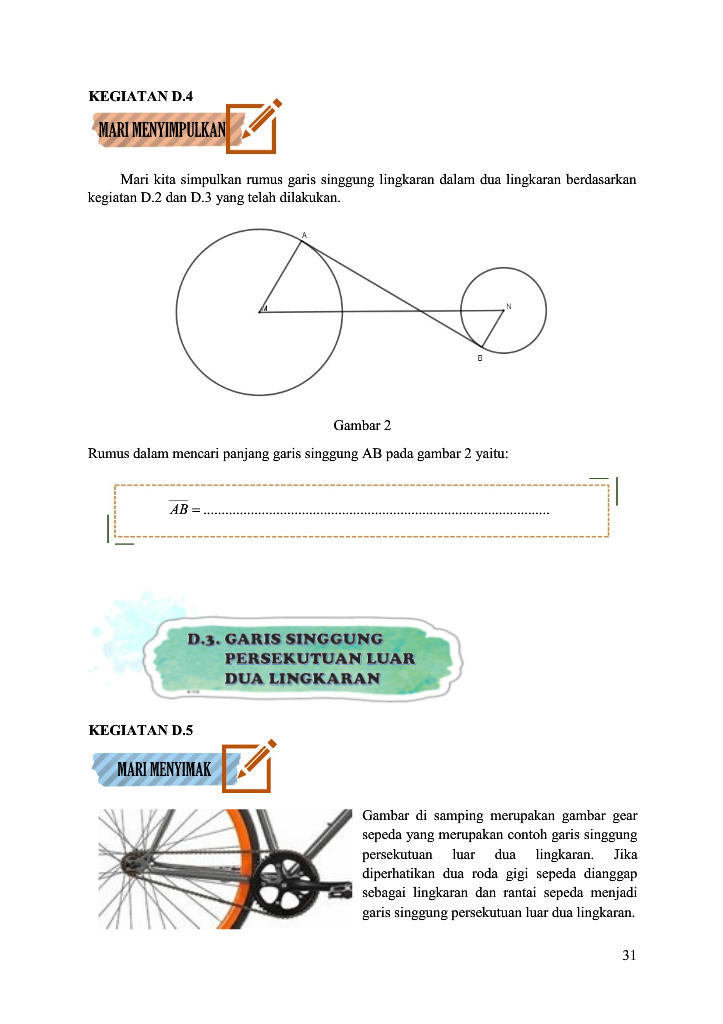 KEGIATAN D.4
MARI MENYIMPULKAN
Mari kita simpulkan rumus garis singgung lingkaran dalam dua lingkaran berdasarkan
kegiatan D.2 dan D.3 yang telah dilakukan.
A
M
N
B
Gambar 2
Rumus dalam mencari panjang garis singgung AB pada gambar 2 yaitu:
AB = ................................................................................................
D.3. GARIS SINGGUNG
PERSEKUTUAN LUAR
DUA LINGKARAN
KEGIATAN D.5
MARI MENYIMAK
Gambar di samping merupakan gambar gear
sepeda yang merupakan contoh garis singgung
persekutuan luar dua lingkaran. Jika
diperhatikan dua roda gigi sepeda dianggap
sebagai lingkaran dan rantai sepeda menjadi
garis singgung persekutuan luar dua lingkaran.
31